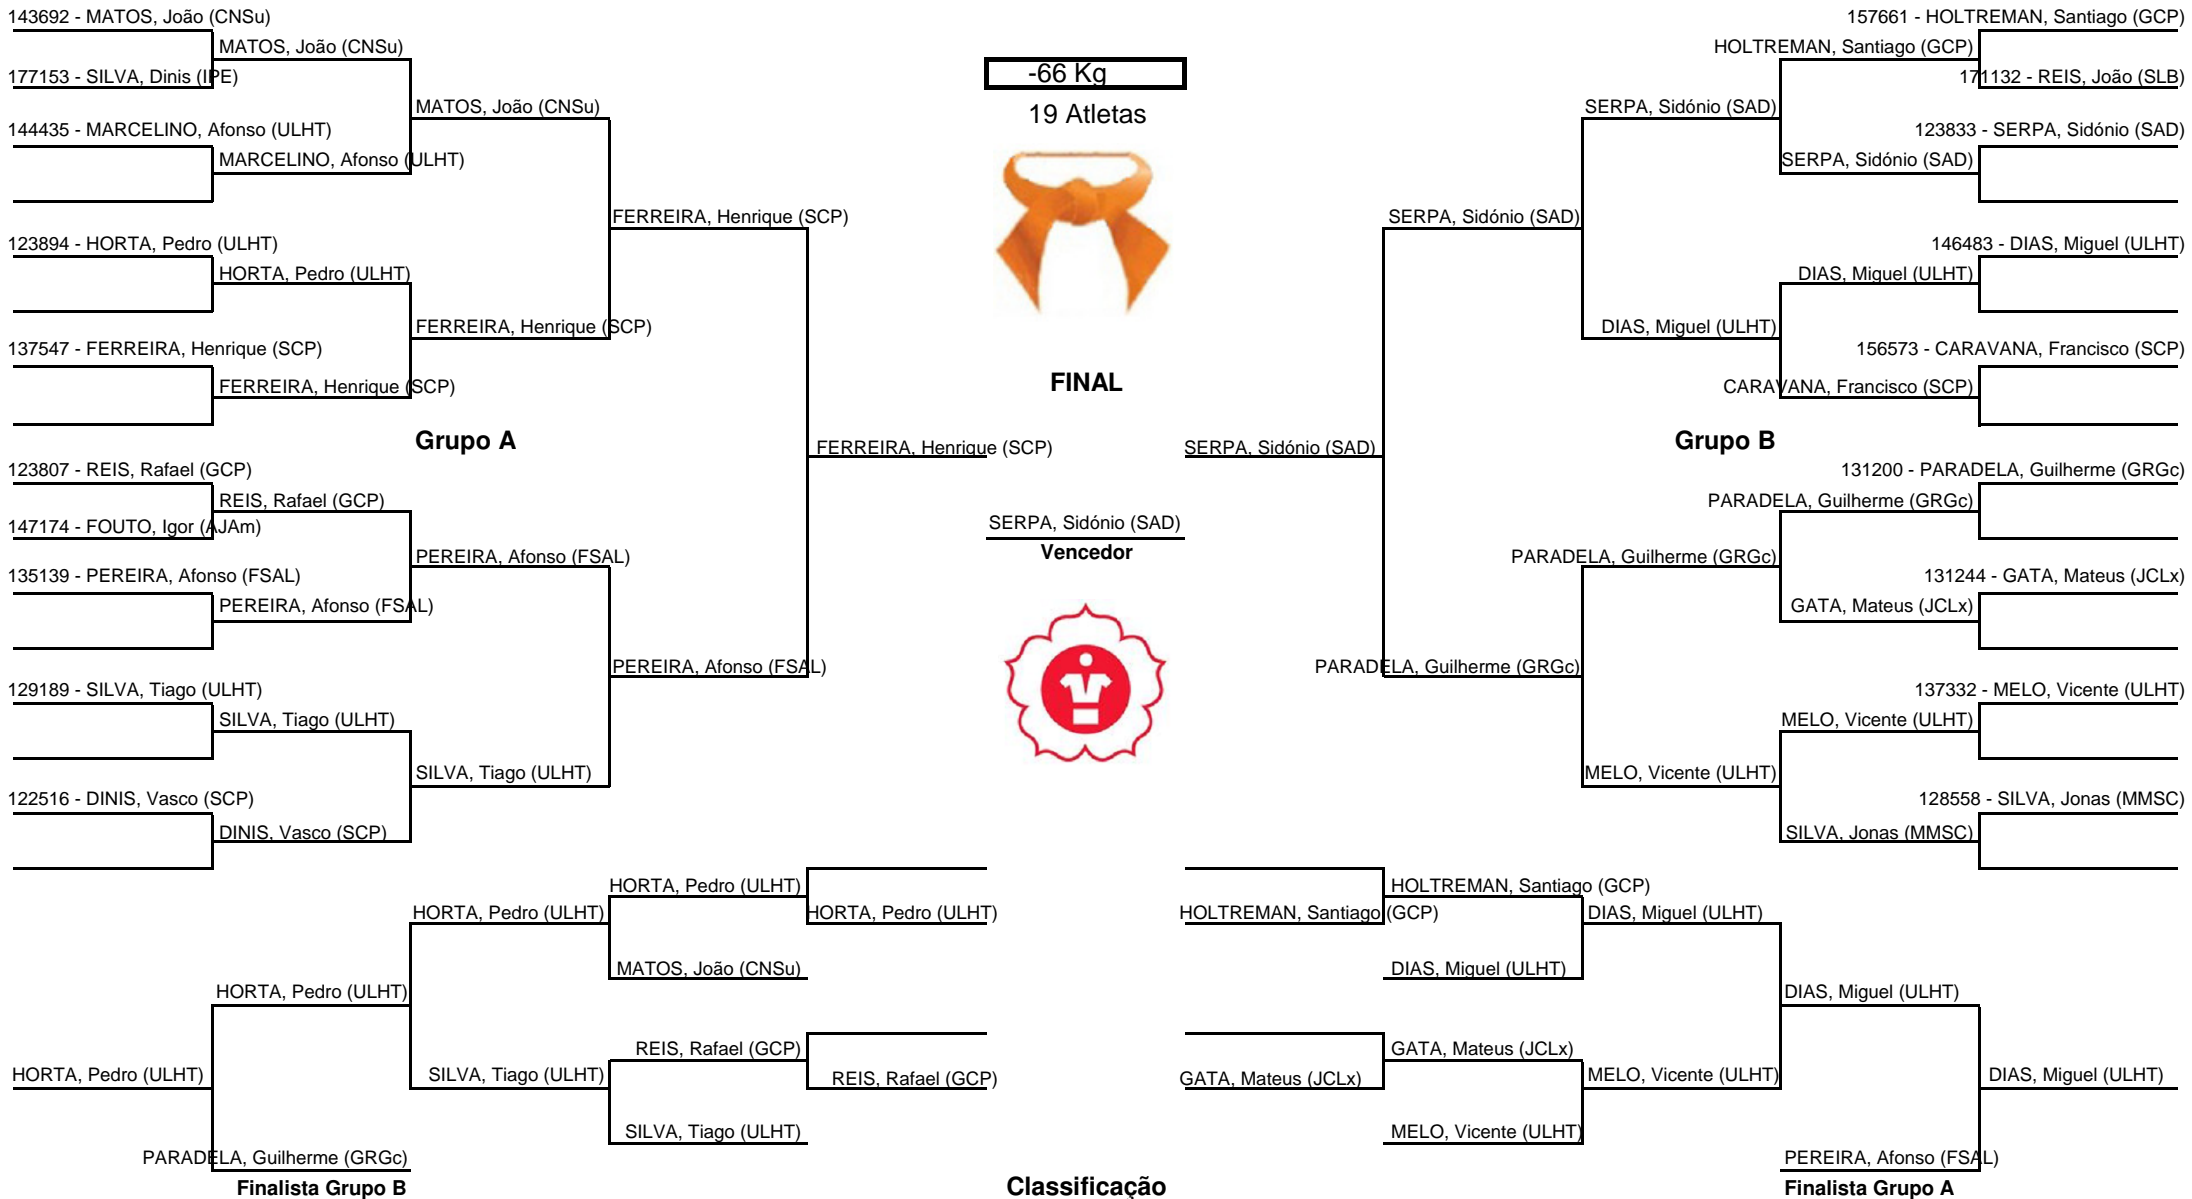 143692 - MATOS, João (CNSu)
MATOS, João (CNSu)
177153 - SILVA, Dinis (IPE)
MATOS, João (CNSu)
144435 - MARCELINO, Afonso (ULHT)
MARCELINO, Afonso (ULHT)
FERREIRA, Henrique (SCP)
123894 - HORTA, Pedro (ULHT)
HORTA, Pedro (ULHT)
FERREIRA, Henrique (SCP)
137547 - FERREIRA, Henrique (SCP)
FERREIRA, Henrique (SCP)
Grupo A
FERREIRA, Henrique (SCP)
123807 - REIS, Rafael (GCP)
REIS, Rafael (GCP)
147174 - FOUTO, Igor (AJAm)
PEREIRA, Afonso (FSAL)
135139 - PEREIRA, Afonso (FSAL)
PEREIRA, Afonso (FSAL)
PEREIRA, Afonso (FSAL)
129189 - SILVA, Tiago (ULHT)
SILVA, Tiago (ULHT)
SILVA, Tiago (ULHT)
122516 - DINIS, Vasco (SCP)
DINIS, Vasco (SCP)
-66 Kg
19 Atletas
FINAL
SERPA, Sidónio (SAD)
Vencedor
157661 - HOLTREMAN, Santiago (GCP)
HOLTREMAN, Santiago (GCP)
171132 - REIS, João (SLB)
SERPA, Sidónio (SAD)
123833 - SERPA, Sidónio (SAD)
SERPA, Sidónio (SAD)
SERPA, Sidónio (SAD)
146483 - DIAS, Miguel (ULHT)
DIAS, Miguel (ULHT)
DIAS, Miguel (ULHT)
156573 - CARAVANA, Francisco (SCP)
CARAVANA, Francisco (SCP)
Grupo B
SERPA, Sidónio (SAD)
131200 - PARADELA, Guilherme (GRGc)
PARADELA, Guilherme (GRGc)
PARADELA, Guilherme (GRGc)
131244 - GATA, Mateus (JCLx)
GATA, Mateus (JCLx)
PARADELA, Guilherme (GRGc)
137332 - MELO, Vicente (ULHT)
MELO, Vicente (ULHT)
MELO, Vicente (ULHT)
128558 - SILVA, Jonas (MMSC)
SILVA, Jonas (MMSC)
HORTA, Pedro (ULHT)
HORTA, Pedro (ULHT)
HORTA, Pedro (ULHT)
MATOS, João (CNSu)
HORTA, Pedro (ULHT)
REIS, Rafael (GCP)
HORTA, Pedro (ULHT)
SILVA, Tiago (ULHT)
REIS, Rafael (GCP)
SILVA, Tiago (ULHT)
PARADELA, Guilherme (GRGc)
Finalista Grupo B
HOLTREMAN, Santiago (GCP)
HOLTREMAN, Santiago (GCP)
DIAS, Miguel (ULHT)
DIAS, Miguel (ULHT)
DIAS, Miguel (ULHT)
GATA, Mateus (JCLx)
GATA, Mateus (JCLx)
MELO, Vicente (ULHT)
DIAS, Miguel (ULHT)
MELO, Vicente (ULHT)
PEREIRA, Afonso (FSAL)
Finalista Grupo A
Classificação